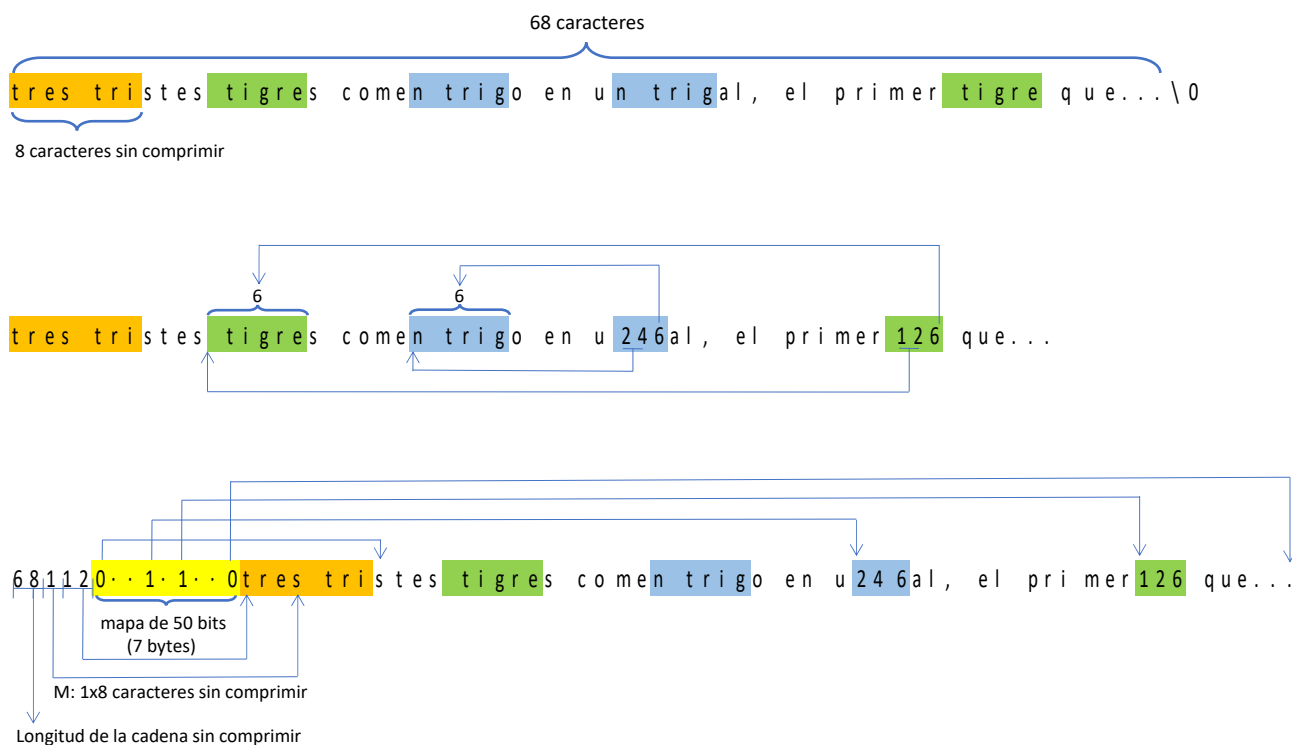 68 caracteres
tres tristes tigres comen trigo en un trigal, el primer tigre que...\0
8 caracteres sin comprimir
6 6
tres tristes tigres comen trigo en u246al, el primer 126 que...
681120··1·1··0tres tristes tigres comen trigo en u246al, el primer126 que...
mapa de 50 bits
(7 bytes)
M: 1x8 caracteres sin comprimir
Longitud de la cadena sin comprimir